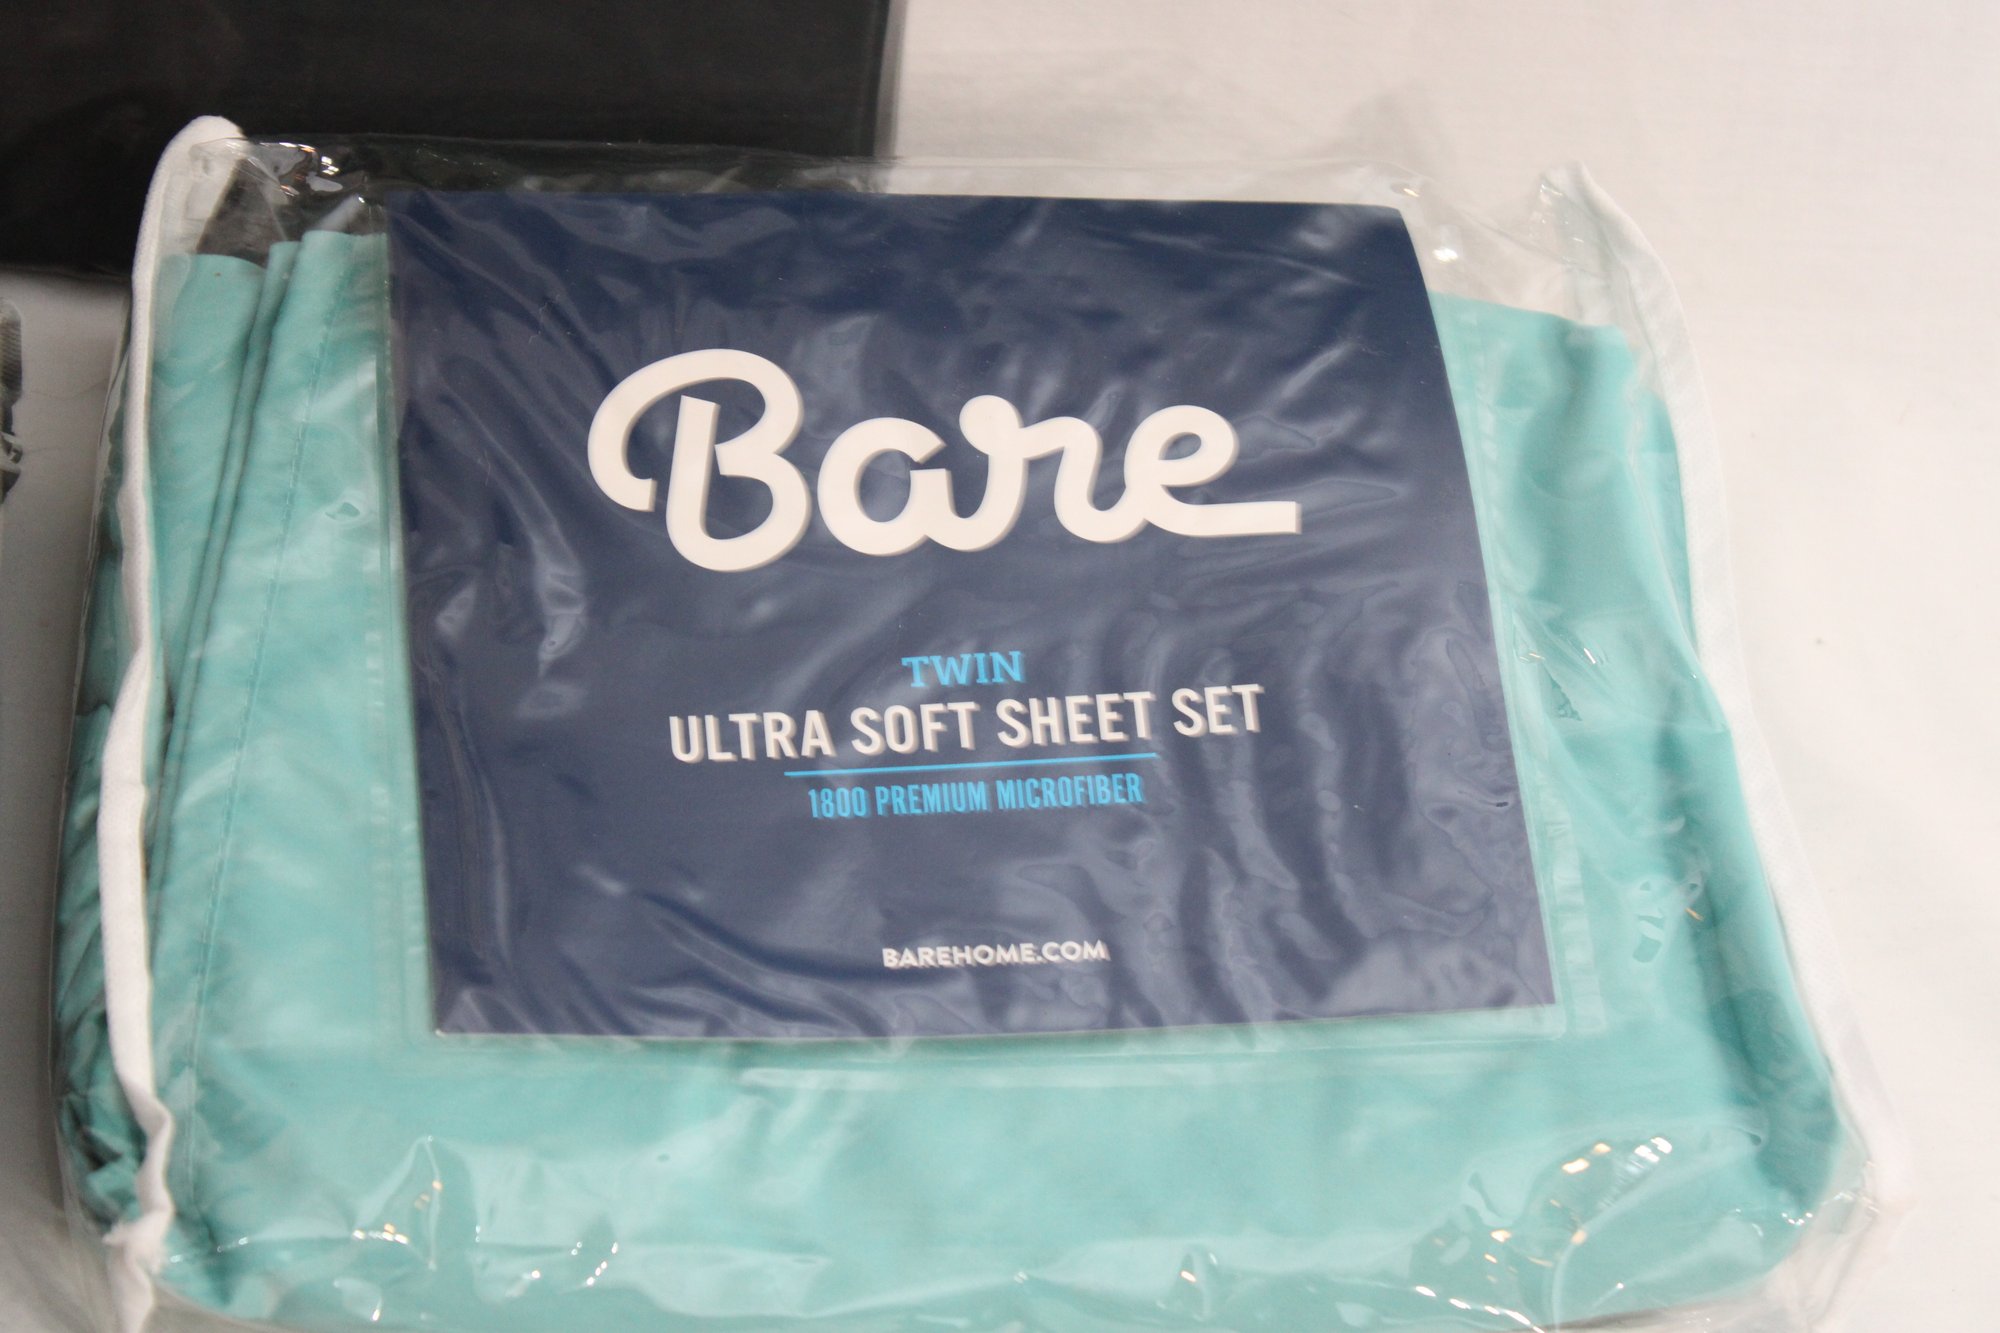 Bare
TWIN
ULTRA SOFT SHEET SET
1800 PREMIUM MICROFIBER
BAREHOME.COM